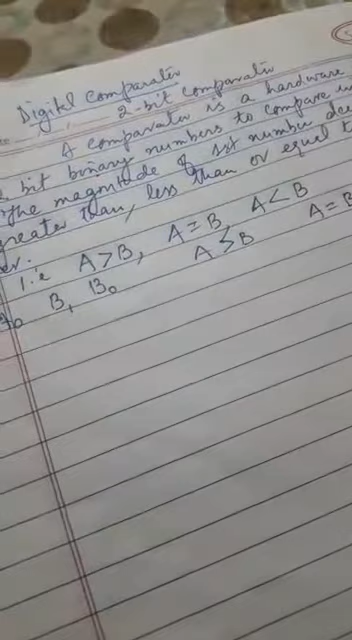 Digital Comparator
2-bit comparator
A comparator is a hardware
bit binary numbers to compare
the magnitude of 1st number
greater than, less than or equal
i.e A > B, A = B, A < B
B₁ B₀ A > B A = B